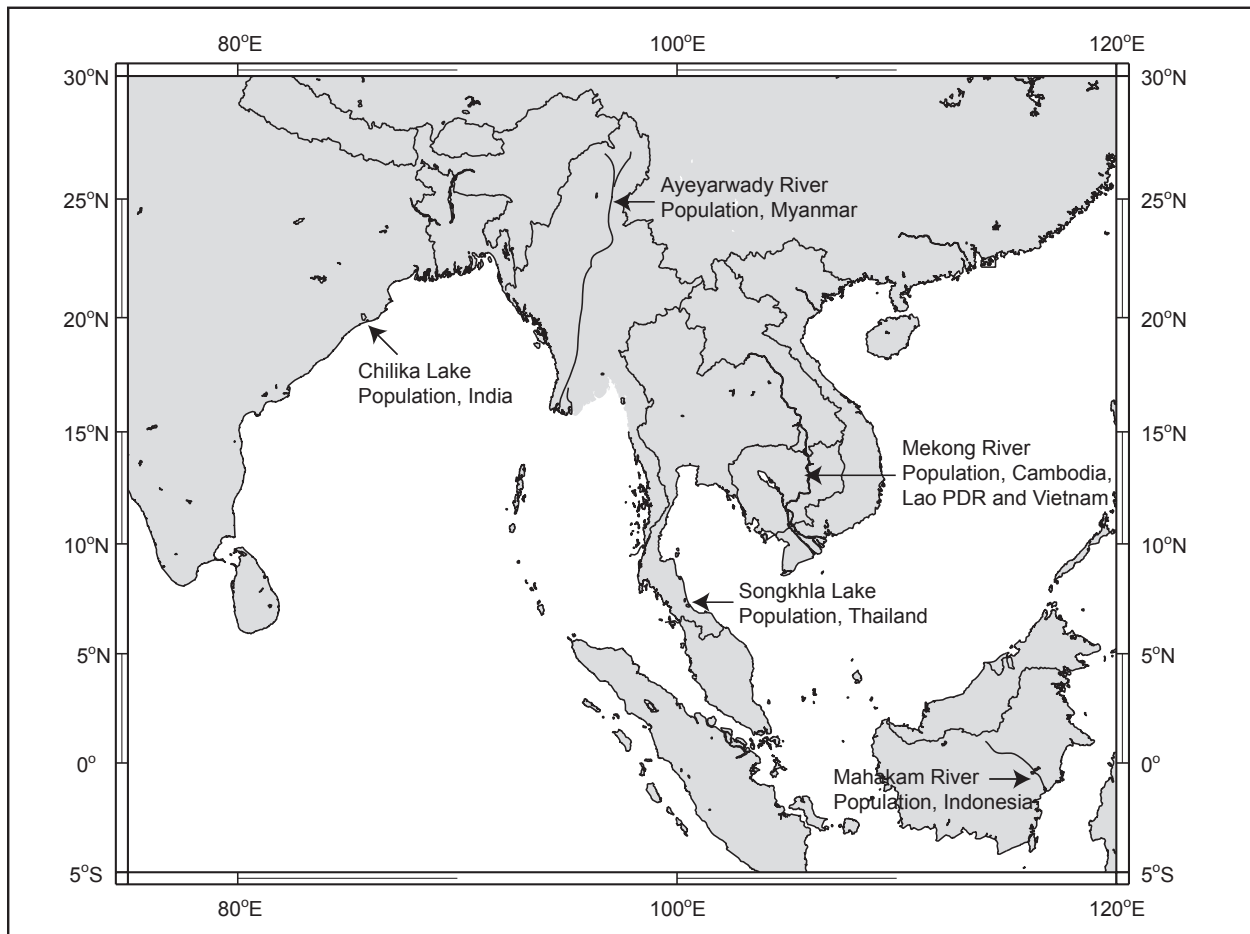 80°E 100°E 120°E
30°N 30°N
25°N 25°N
Ayeyarwady River
Population, Myanmar
20°N 20°N
Chilika Lake
Population, India
15°N 15°N
Mekong River
Population, Cambodia,
Lao PDR and Vietnam
10°N 10°N
Songkhla Lake
Population, Thailand
5°N 5°N
0° 0°
Mahakam River
Population, Indonesia
5°S 5°S
80°E 100°E 120°E